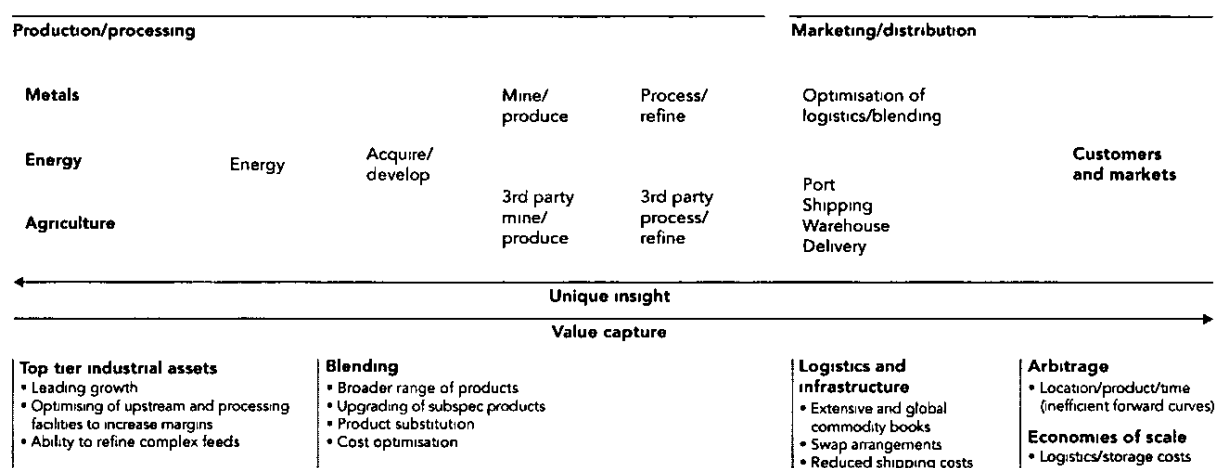 Production/processing
Marketing/distribution
Metals
Mine/
produce
Process/
refine
Optimisation of
logistics/blending
Energy
Energy
Acquire/
develop
Customers
and markets
Agriculture
3rd party
mine/
produce
3rd party
process/
refine
Port
Shipping
Warehouse
Delivery
Unique insight
Value capture
Top tier industrial assets
• Leading growth
• Optimising of upstream and processing
facilities to increase margins
• Ability to refine complex feeds
Blending
• Broader range of products
• Upgrading of subspec products
• Product substitution
• Cost optimisation
Logistics and
infrastructure
• Extensive and global
commodity books
• Swap arrangements
• Reduced shipping costs
Arbitrage
• Location/product/time
(inefficient forward curves)
Economies of scale
• Logistics/storage costs